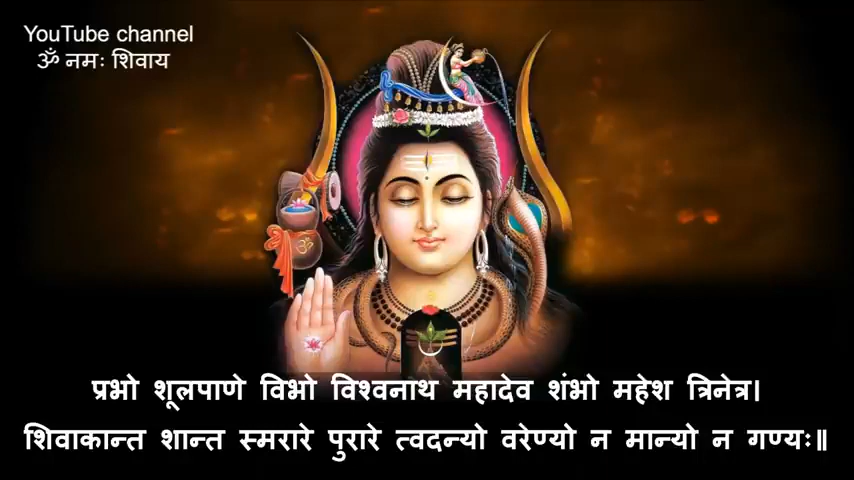 YouTube channel
ॐ नमः शिवाय
ॐ
प्रभो शूलपाणे विभो विश्वनाथ महादेव शंभो महेश त्रिनेत्र।
शिवाकान्त शान्त स्मरारे पुरारे त्वदन्यो वरेण्यो न मान्यो न गण्यः॥